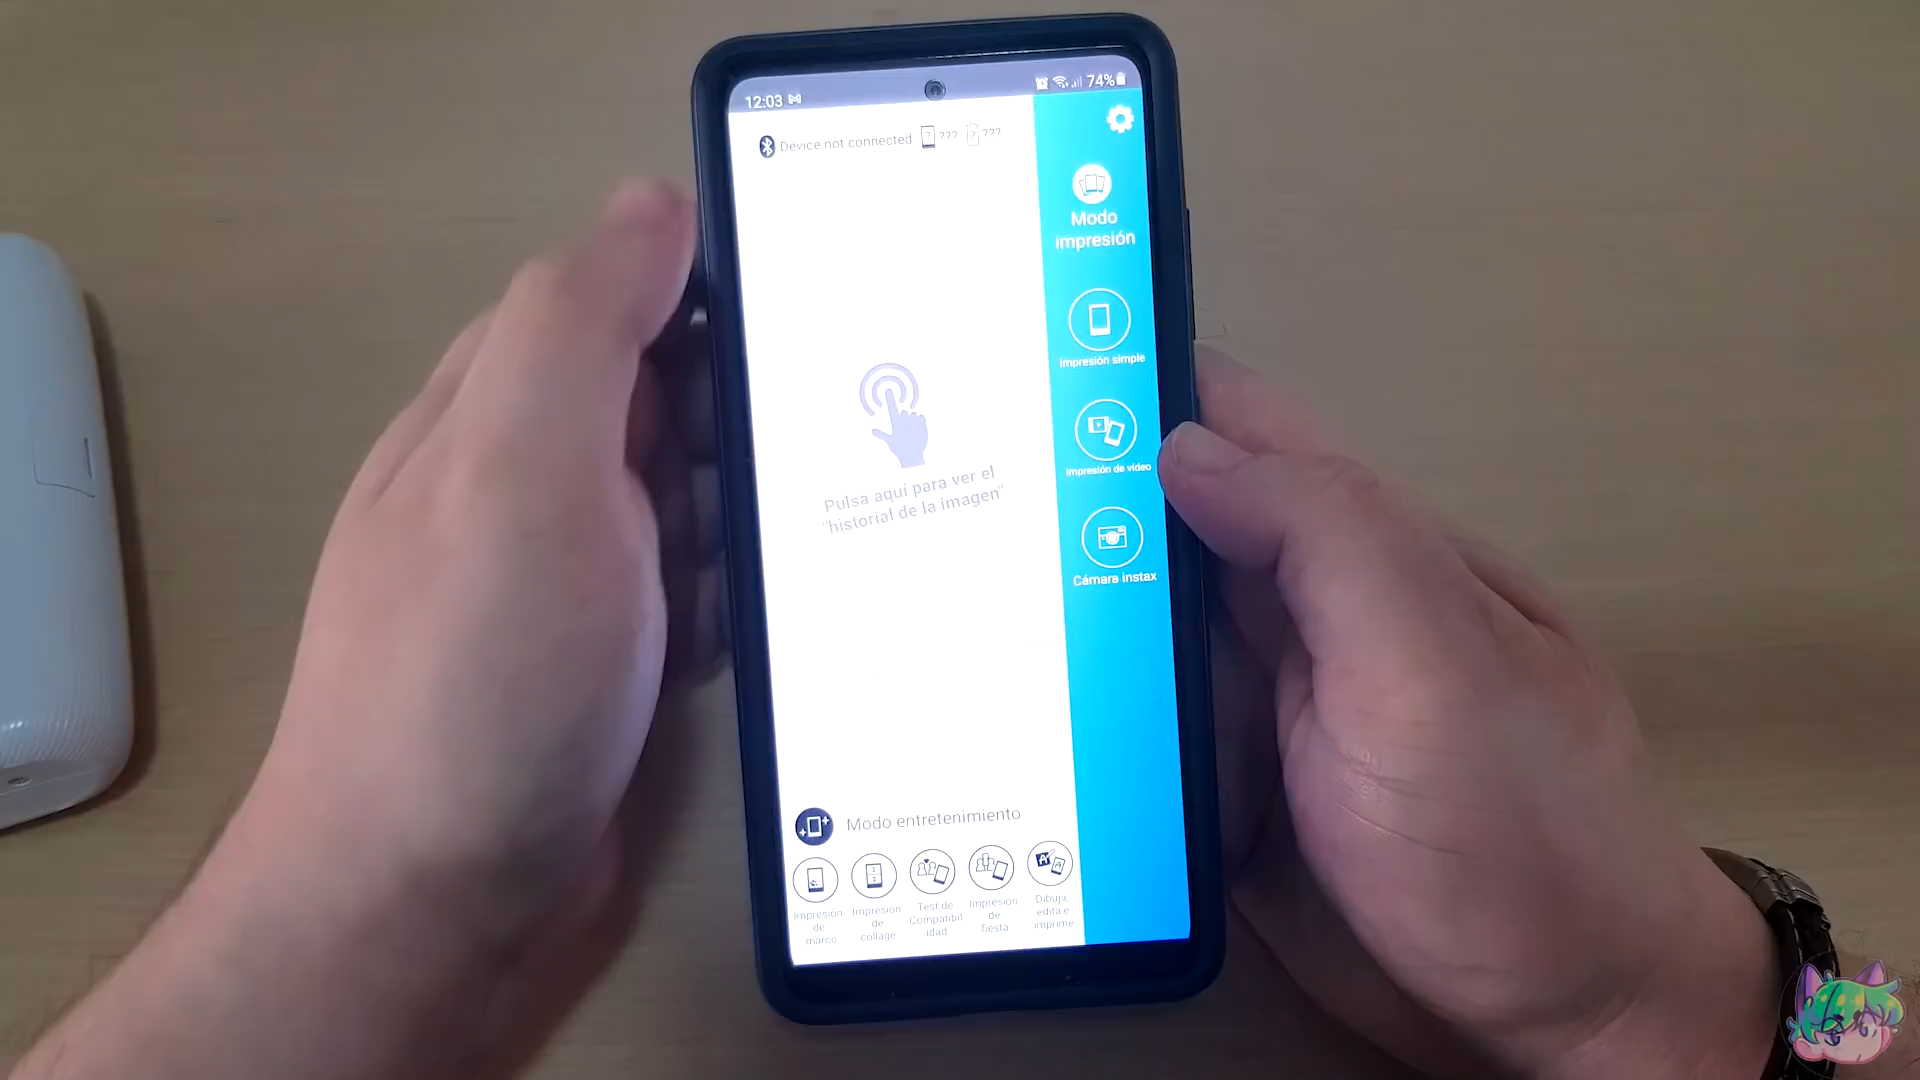 12:03
74%
Device not connected ? ??? ? ???
Modo
impresión
Impresión simple
Impresión de vídeo
Cámara instax
Pulsa aquí para ver el
"historial de la imagen"
Modo entretenimiento
Impresión
de
marco
Impresión
de
collage
Test de
Compatibil
idad
Impresión
de
fiesta
Dibuja,
edita e
imprime